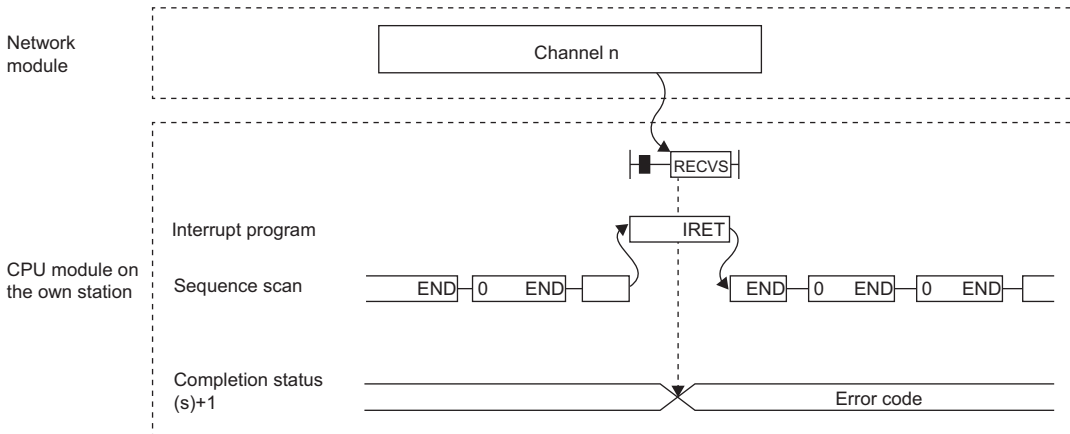 Network
module
Channel n
RECVS
Interrupt program
IRET
CPU module on
the own station
Sequence scan
END 0 END END 0 END 0 END
Completion status
(s)+1
Error code